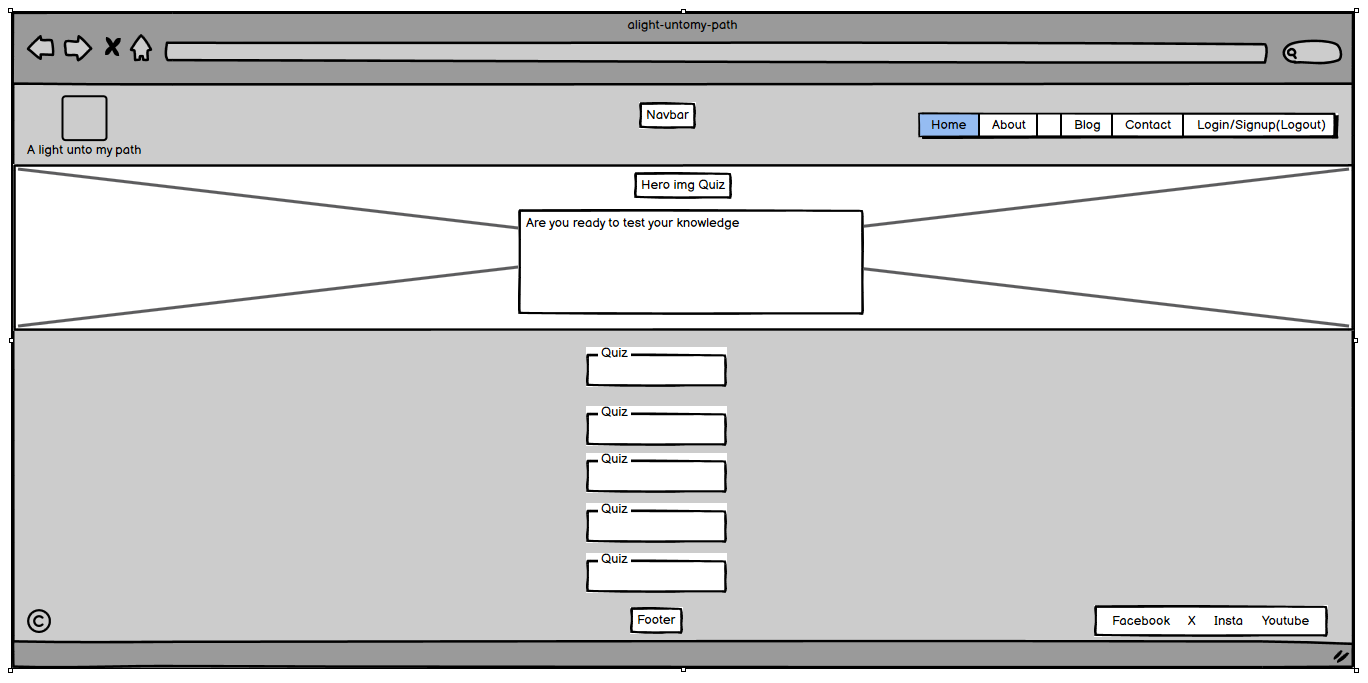 alight-untomy-path
Navbar
Home About Blog Contact Login/Signup(Logout)
A light unto my path
Hero img Quiz
Are you ready to test your knowledge
Quiz
Quiz
Quiz
Quiz
Quiz
©
Footer
Facebook X Insta Youtube